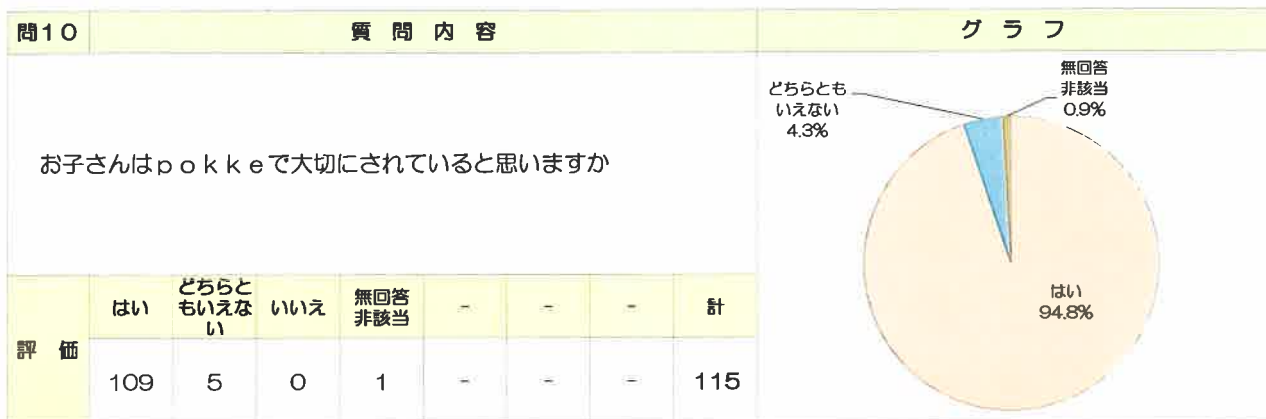 問10 質問内容 グラフ
お子さんはpokkeで大切にされていると思いますか
どちらとも
いえない
4.3%
無回答
非該当
0.9%
はい
94.8%
評価
はい
どちらと
もいえな
い
いいえ
無回答
非該当
-
-
-
計
109 5 0 1 - - - 115